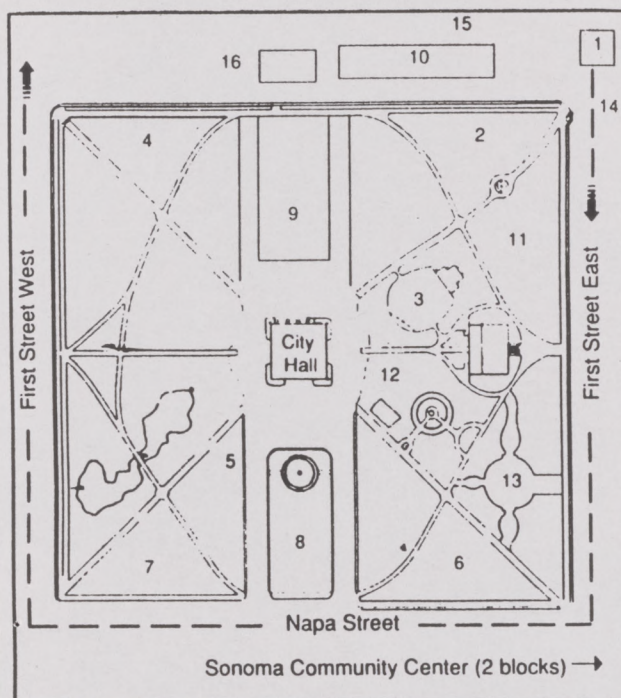 15
16
10
1
14
4
2
9
11
3
City
Hall
12
First Street West
First Street East
5
13
8
7
6
Napa Street
Sonoma Community Center (2 blocks)